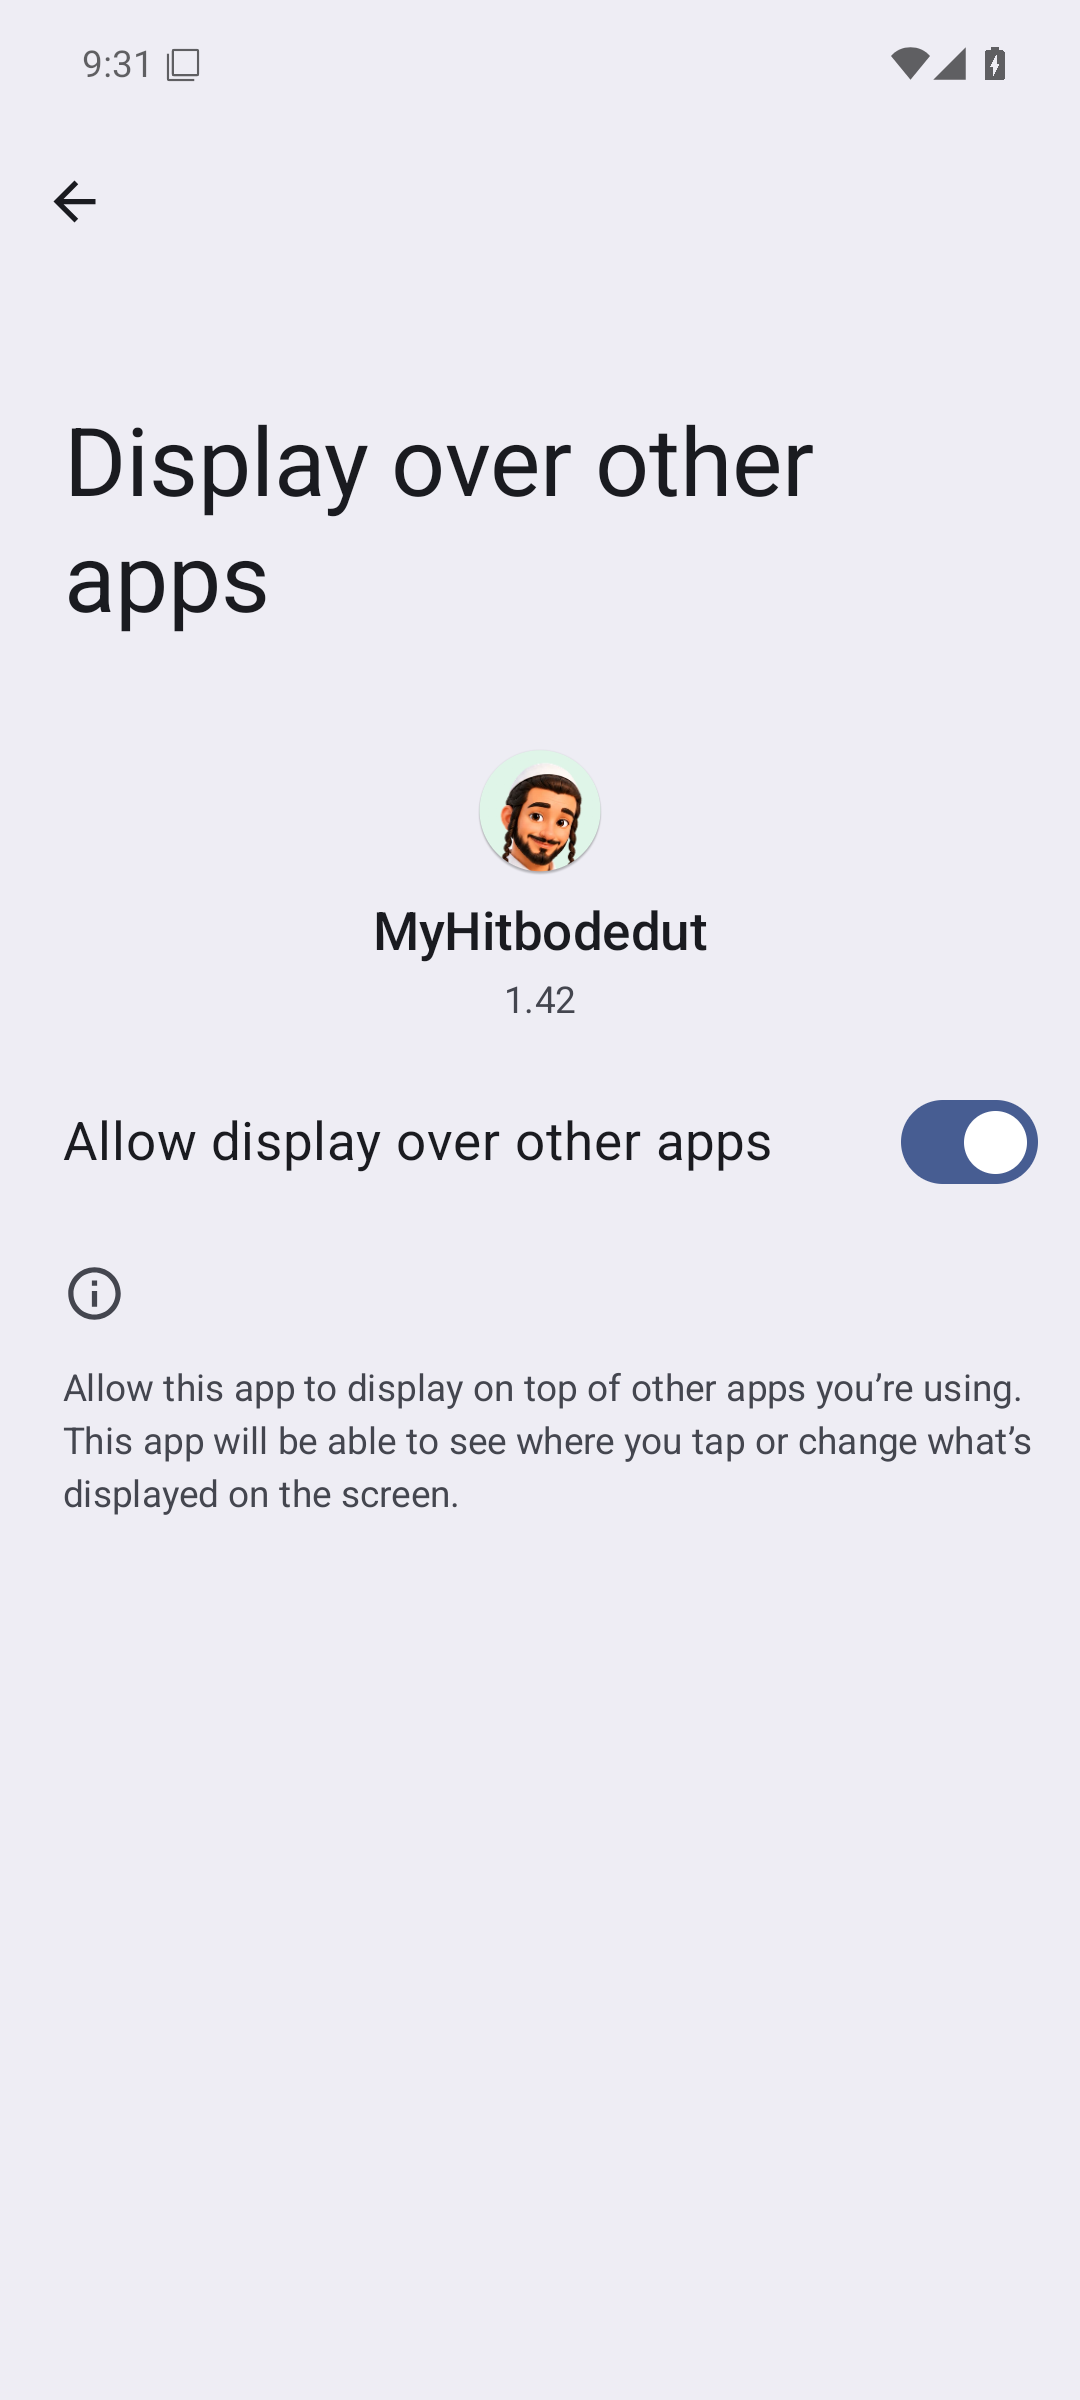 9:31
Display over other
apps
MyHitbodedut
1.42
Allow display over other apps
Allow this app to display on top of other apps you’re using.
This app will be able to see where you tap or change what’s
displayed on the screen.